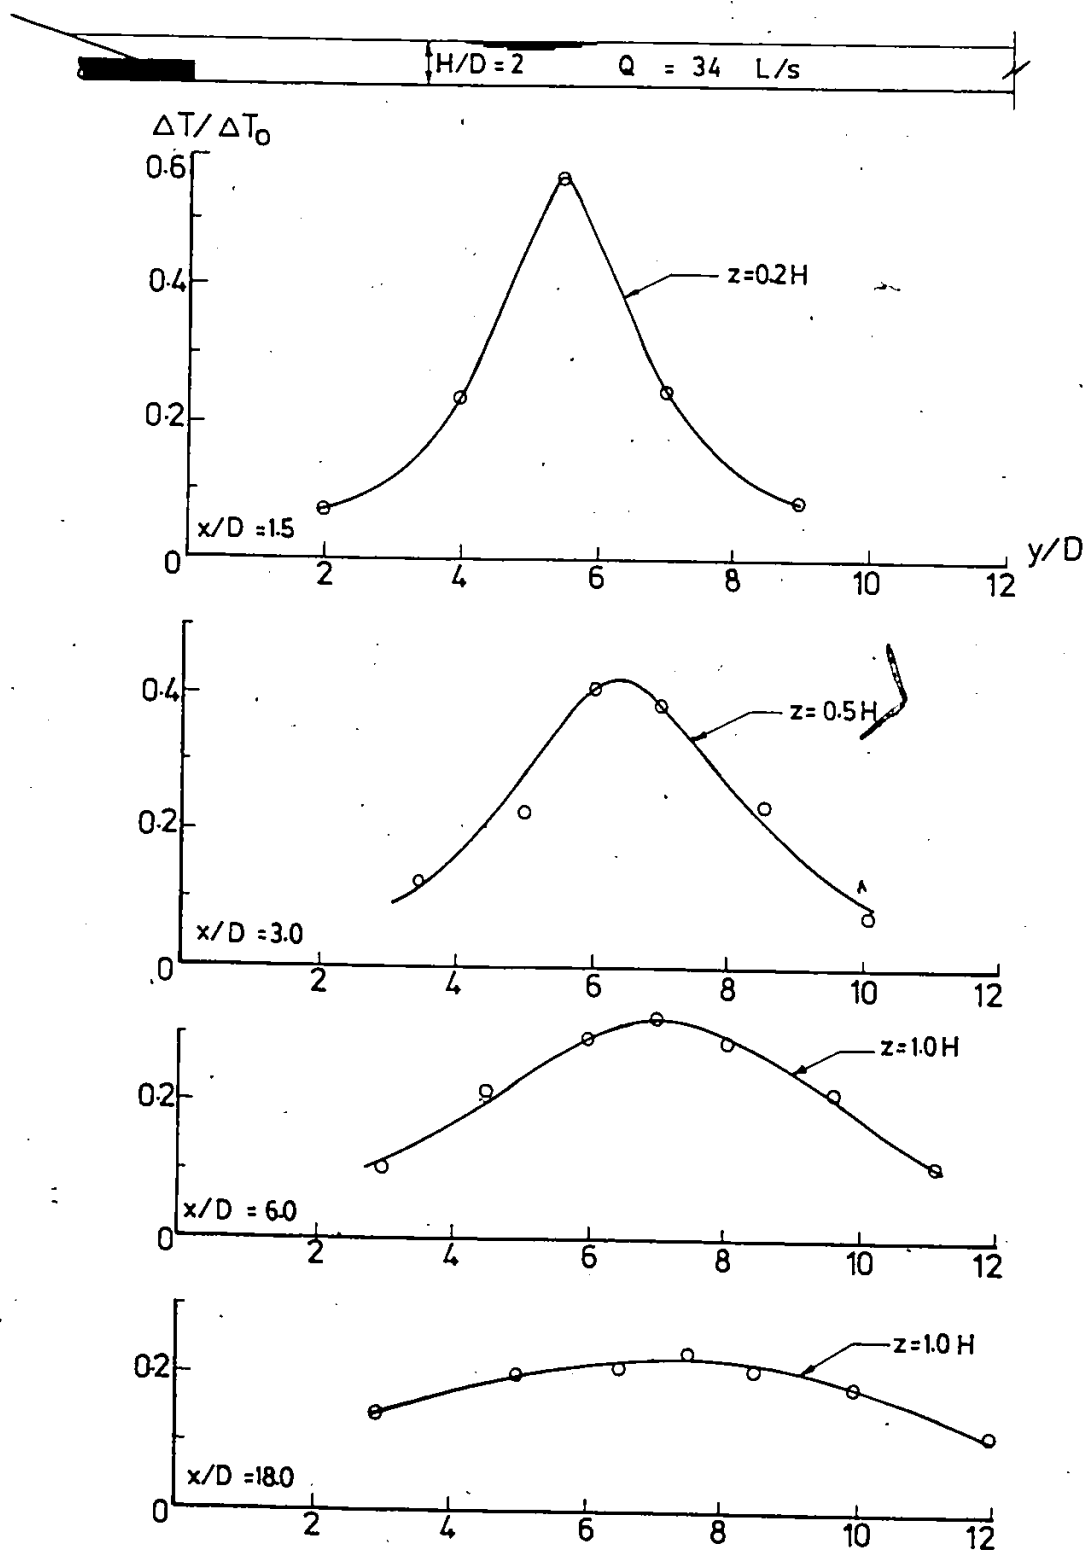 H/D = 2 Q = 34 L/s
ΔT/ΔT₀
0.6
0.4
z=0.2H
0.2
x/D =1.5
0
2 4 6 8 10 12
y/D
0.4
z=0.5H
0.2
x/D =3.0
0
2 4 6 8 10 12
z=1.0H
0.2
x/D =6.0
0
2 4 6 8 10 12
z=1.0H
0.2
x/D =18.0
0
2 4 6 8 10 12